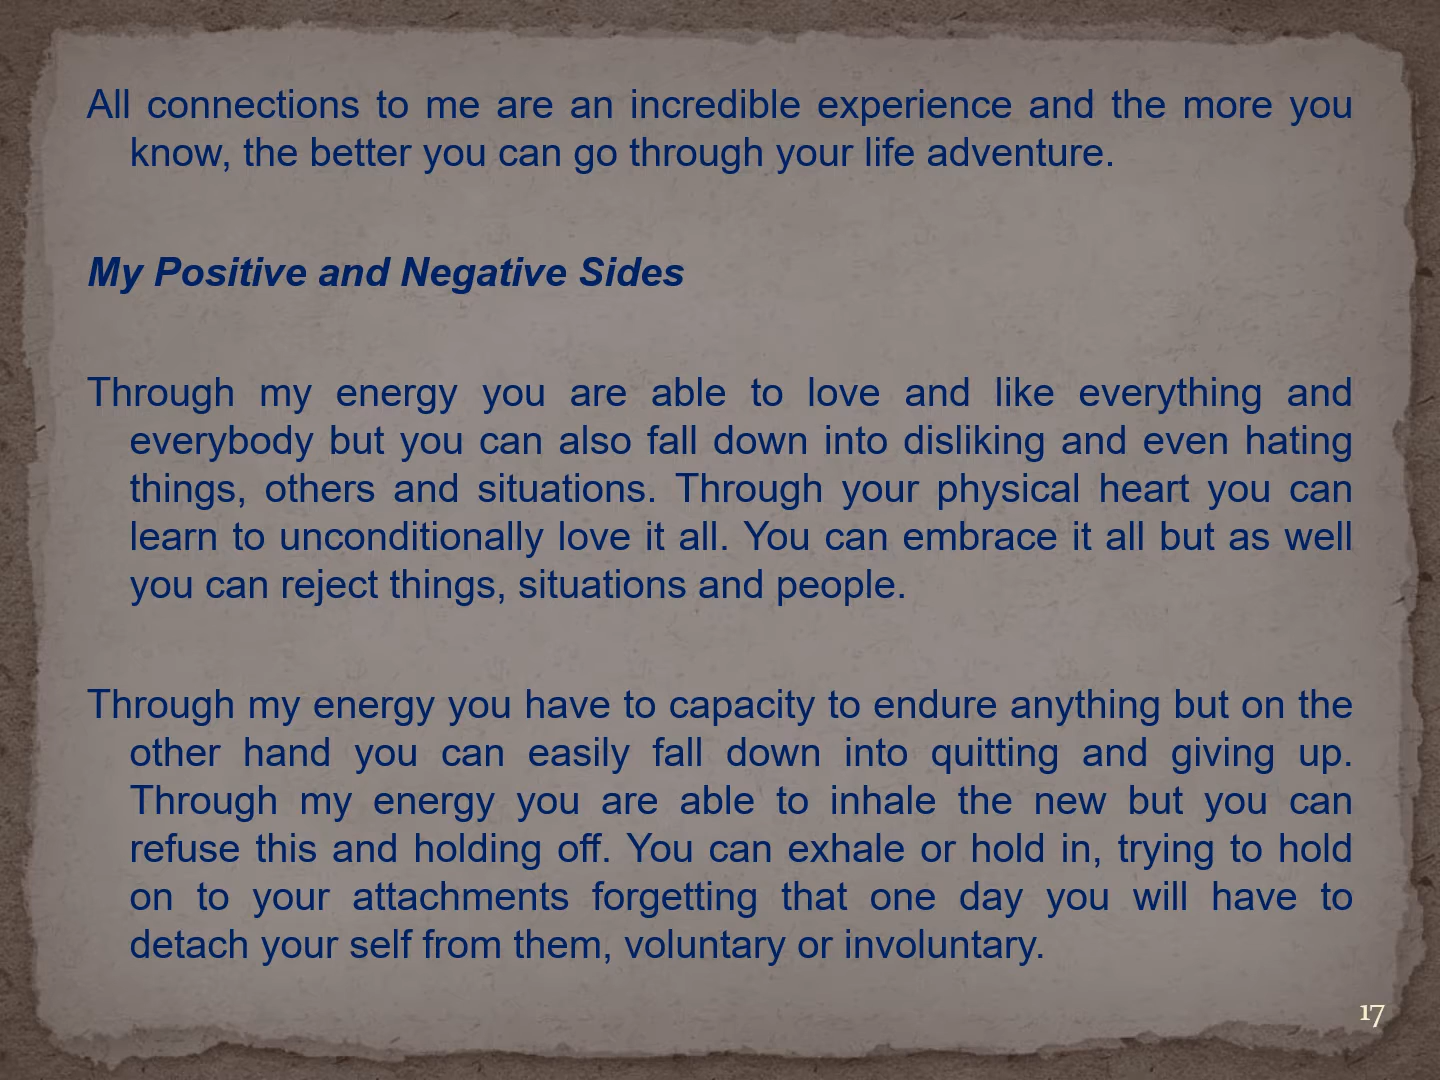 All connections to me are an incredible experience and the more you
know, the better you can go through your life adventure.
My Positive and Negative Sides
Through my energy you are able to love and like everything and
everybody but you can also fall down into disliking and even hating
things, others and situations. Through your physical heart you can
learn to unconditionally love it all. You can embrace it all but as well
you can reject things, situations and people.
Through my energy you have to capacity to endure anything but on the
other hand you can easily fall down into quitting and giving up.
Through my energy you are able to inhale the new but you can
refuse this and holding off. You can exhale or hold in, trying to hold
on to your attachments forgetting that one day you will have to
detach your self from them, voluntary or involuntary.
17